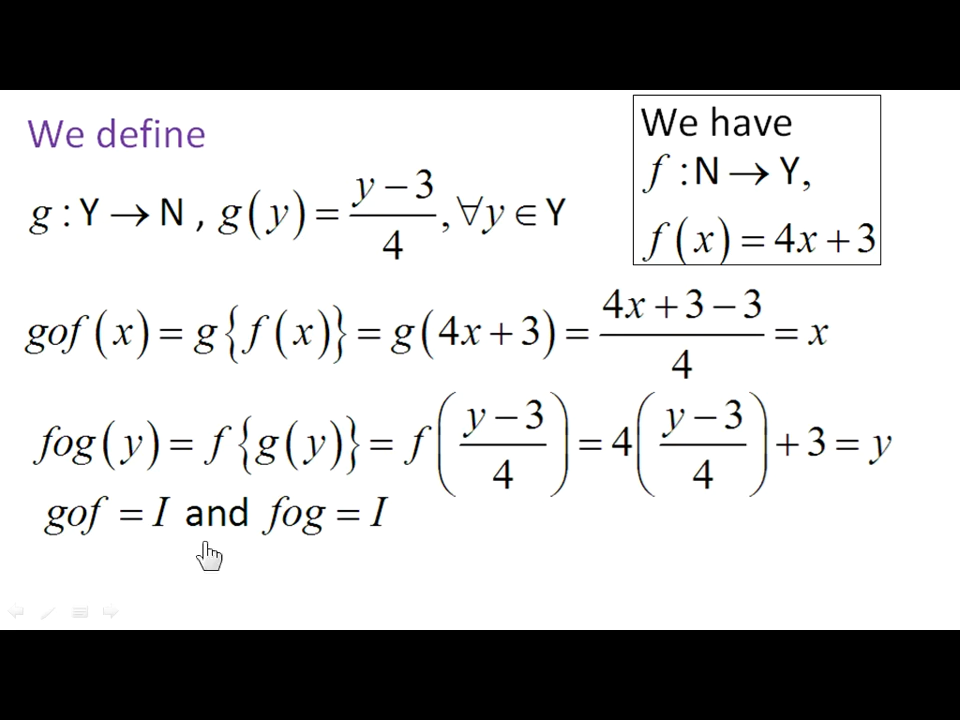 We define
g : Y → N , g(y) = (y − 3)/4 , ∀y ∈ Y
We have
f : N → Y,
f(x) = 4x + 3
gof(x) = g{f(x)} = g(4x + 3) = (4x + 3 − 3)/4 = x
fog(y) = f{g(y)} = f((y − 3)/4) = 4((y − 3)/4) + 3 = y
gof = I and fog = I